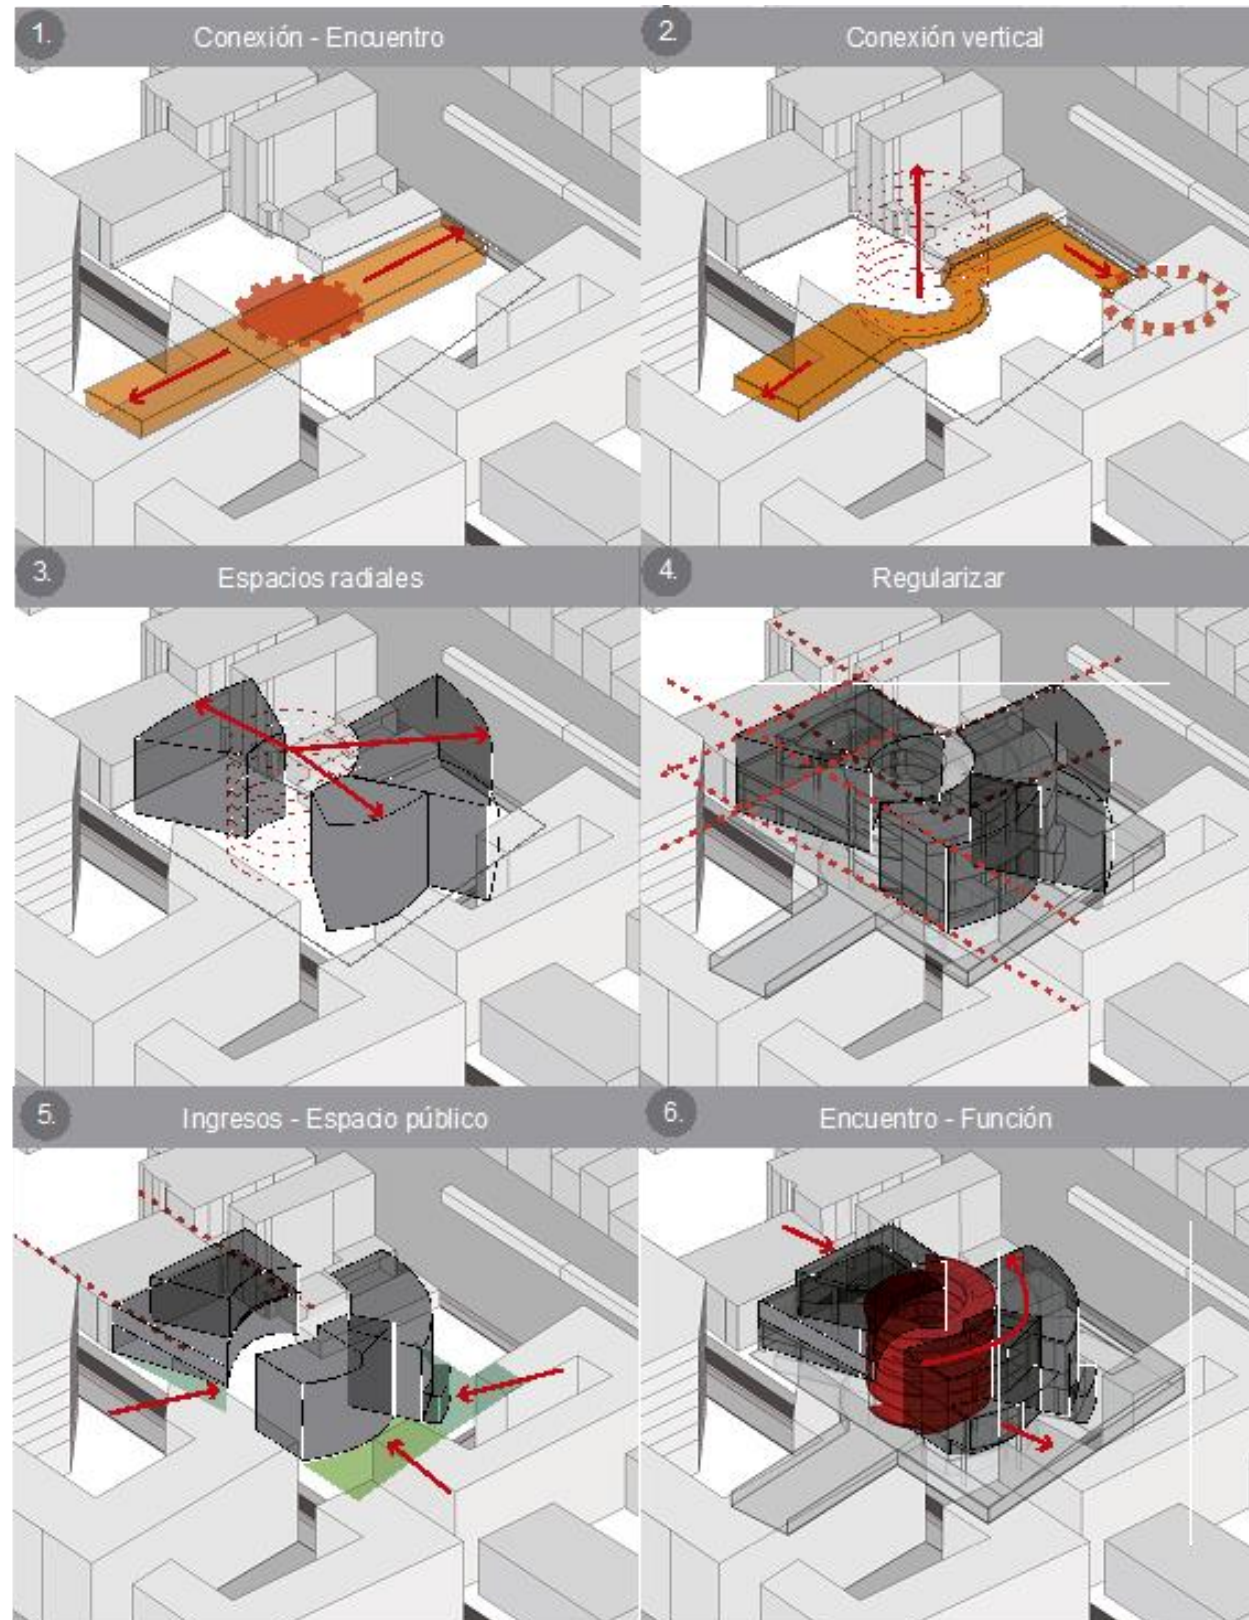 1.
Conexión - Encuentro
2.
Conexión vertical
3.
Espacios radiales
4.
Regularizar
5.
Ingresos - Espacio público
6.
Encuentro - Función